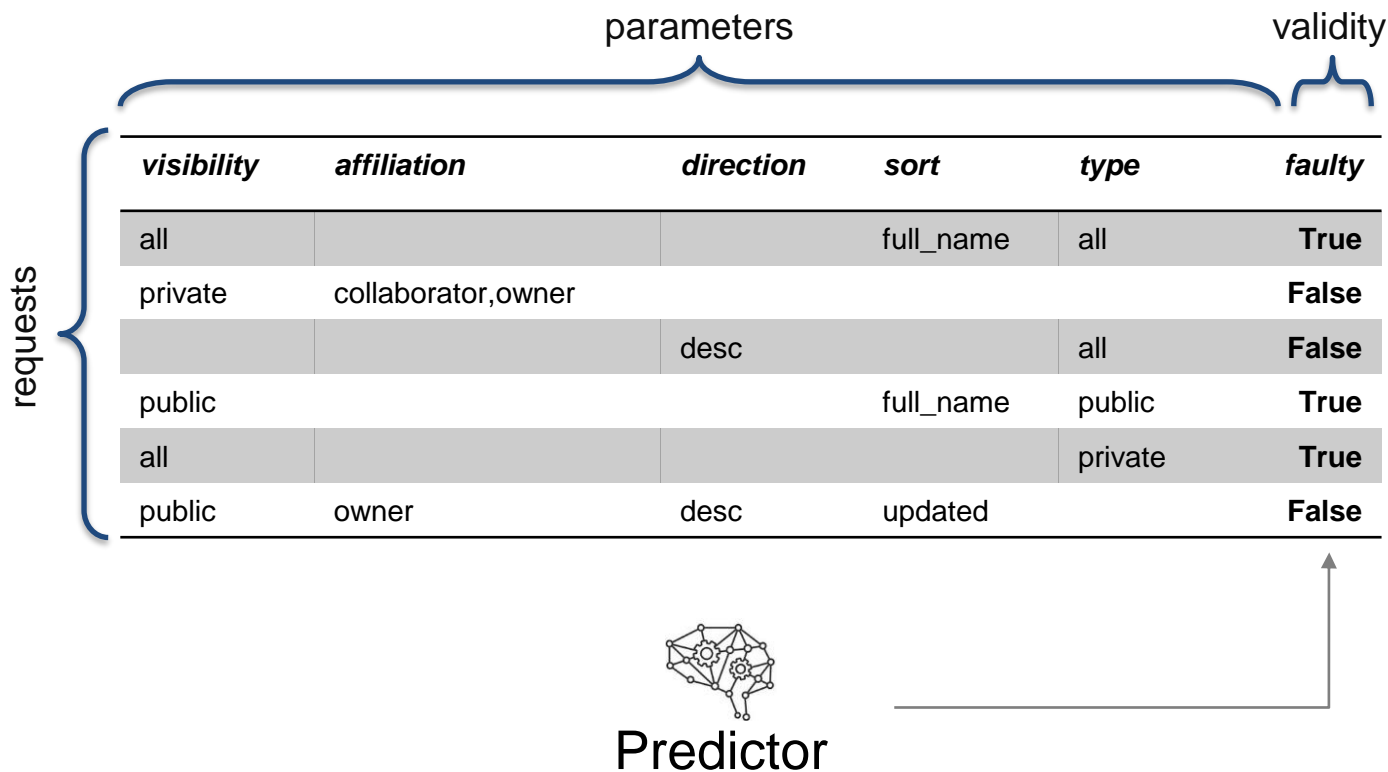 parameters validity
visibility affiliation direction sort type faulty
all full_name all True
private collaborator,owner False
desc all False
public full_name public True
all private True
public owner desc updated False
requests
Predictor